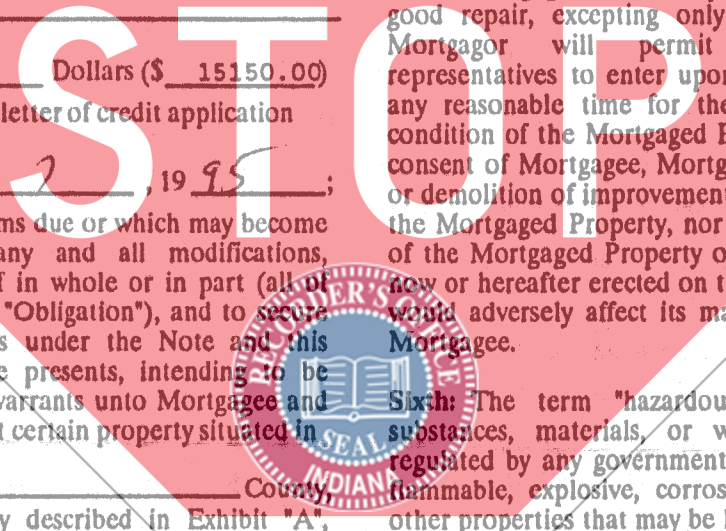 STOP
Dollars ($ 15150.00)
letter of credit application
, 19 95 ;
ms due or which may become
any and all modifications,
f in whole or in part (all of
"Obligation"), and to secure
s under the Note and this
e presents, intending to be
warrants unto Mortgagee and
t certain property situated in
County,
y described in Exhibit "A",
good repair, excepting only
Mortgagor will permit
representatives to enter upon
any reasonable time for the
condition of the Mortgaged
consent of Mortgagee, Mortg
or demolition of improvement
the Mortgaged Property, nor
of the Mortgaged Property o
now or hereafter erected on t
would adversely affect its ma
Mortgagee.
Sixth: The term "hazardou
substances, materials, or w
regulated by any government
flammable, explosive, corros
other properties that may be
RECORDER'S OFFICE
SEAL
INDIANA